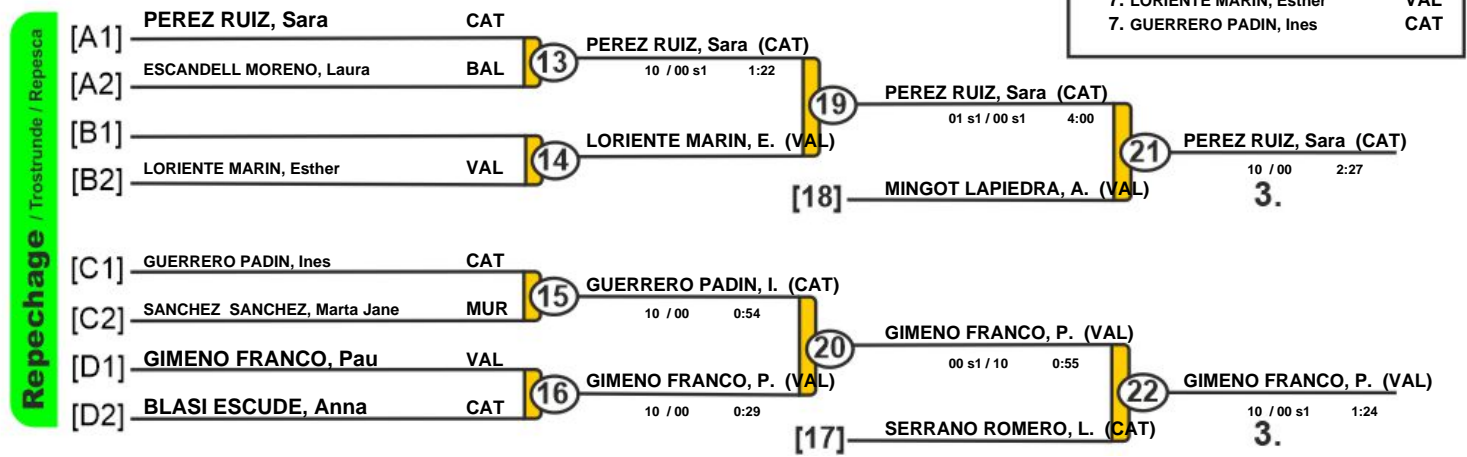 7. LORIENTE MARIN, Esther VAL
7. GUERRERO PADIN, Ines CAT
Repechage / Trostrunde / Repesca
[A1] PEREZ RUIZ, Sara CAT
[A2] ESCANDELL MORENO, Laura BAL
13
PEREZ RUIZ, Sara (CAT)
10 / 00 s1 1:22
[B1]
[B2] LORIENTE MARIN, Esther VAL
14
LORIENTE MARIN, E. (VAL)
19
PEREZ RUIZ, Sara (CAT)
01 s1 / 00 s1 4:00
[18] MINGOT LAPIEDRA, A. (VAL)
21
PEREZ RUIZ, Sara (CAT)
10 / 00 2:27
3.
[C1] GUERRERO PADIN, Ines CAT
[C2] SANCHEZ SANCHEZ, Marta Jane MUR
15
GUERRERO PADIN, I. (CAT)
10 / 00 0:54
[D1] GIMENO FRANCO, Pau VAL
[D2] BLASI ESCUDE, Anna CAT
16
GIMENO FRANCO, P. (VAL)
10 / 00 0:29
20
GIMENO FRANCO, P. (VAL)
00 s1 / 10 0:55
[17] SERRANO ROMERO, L. (CAT)
22
GIMENO FRANCO, P. (VAL)
10 / 00 s1 1:24
3.